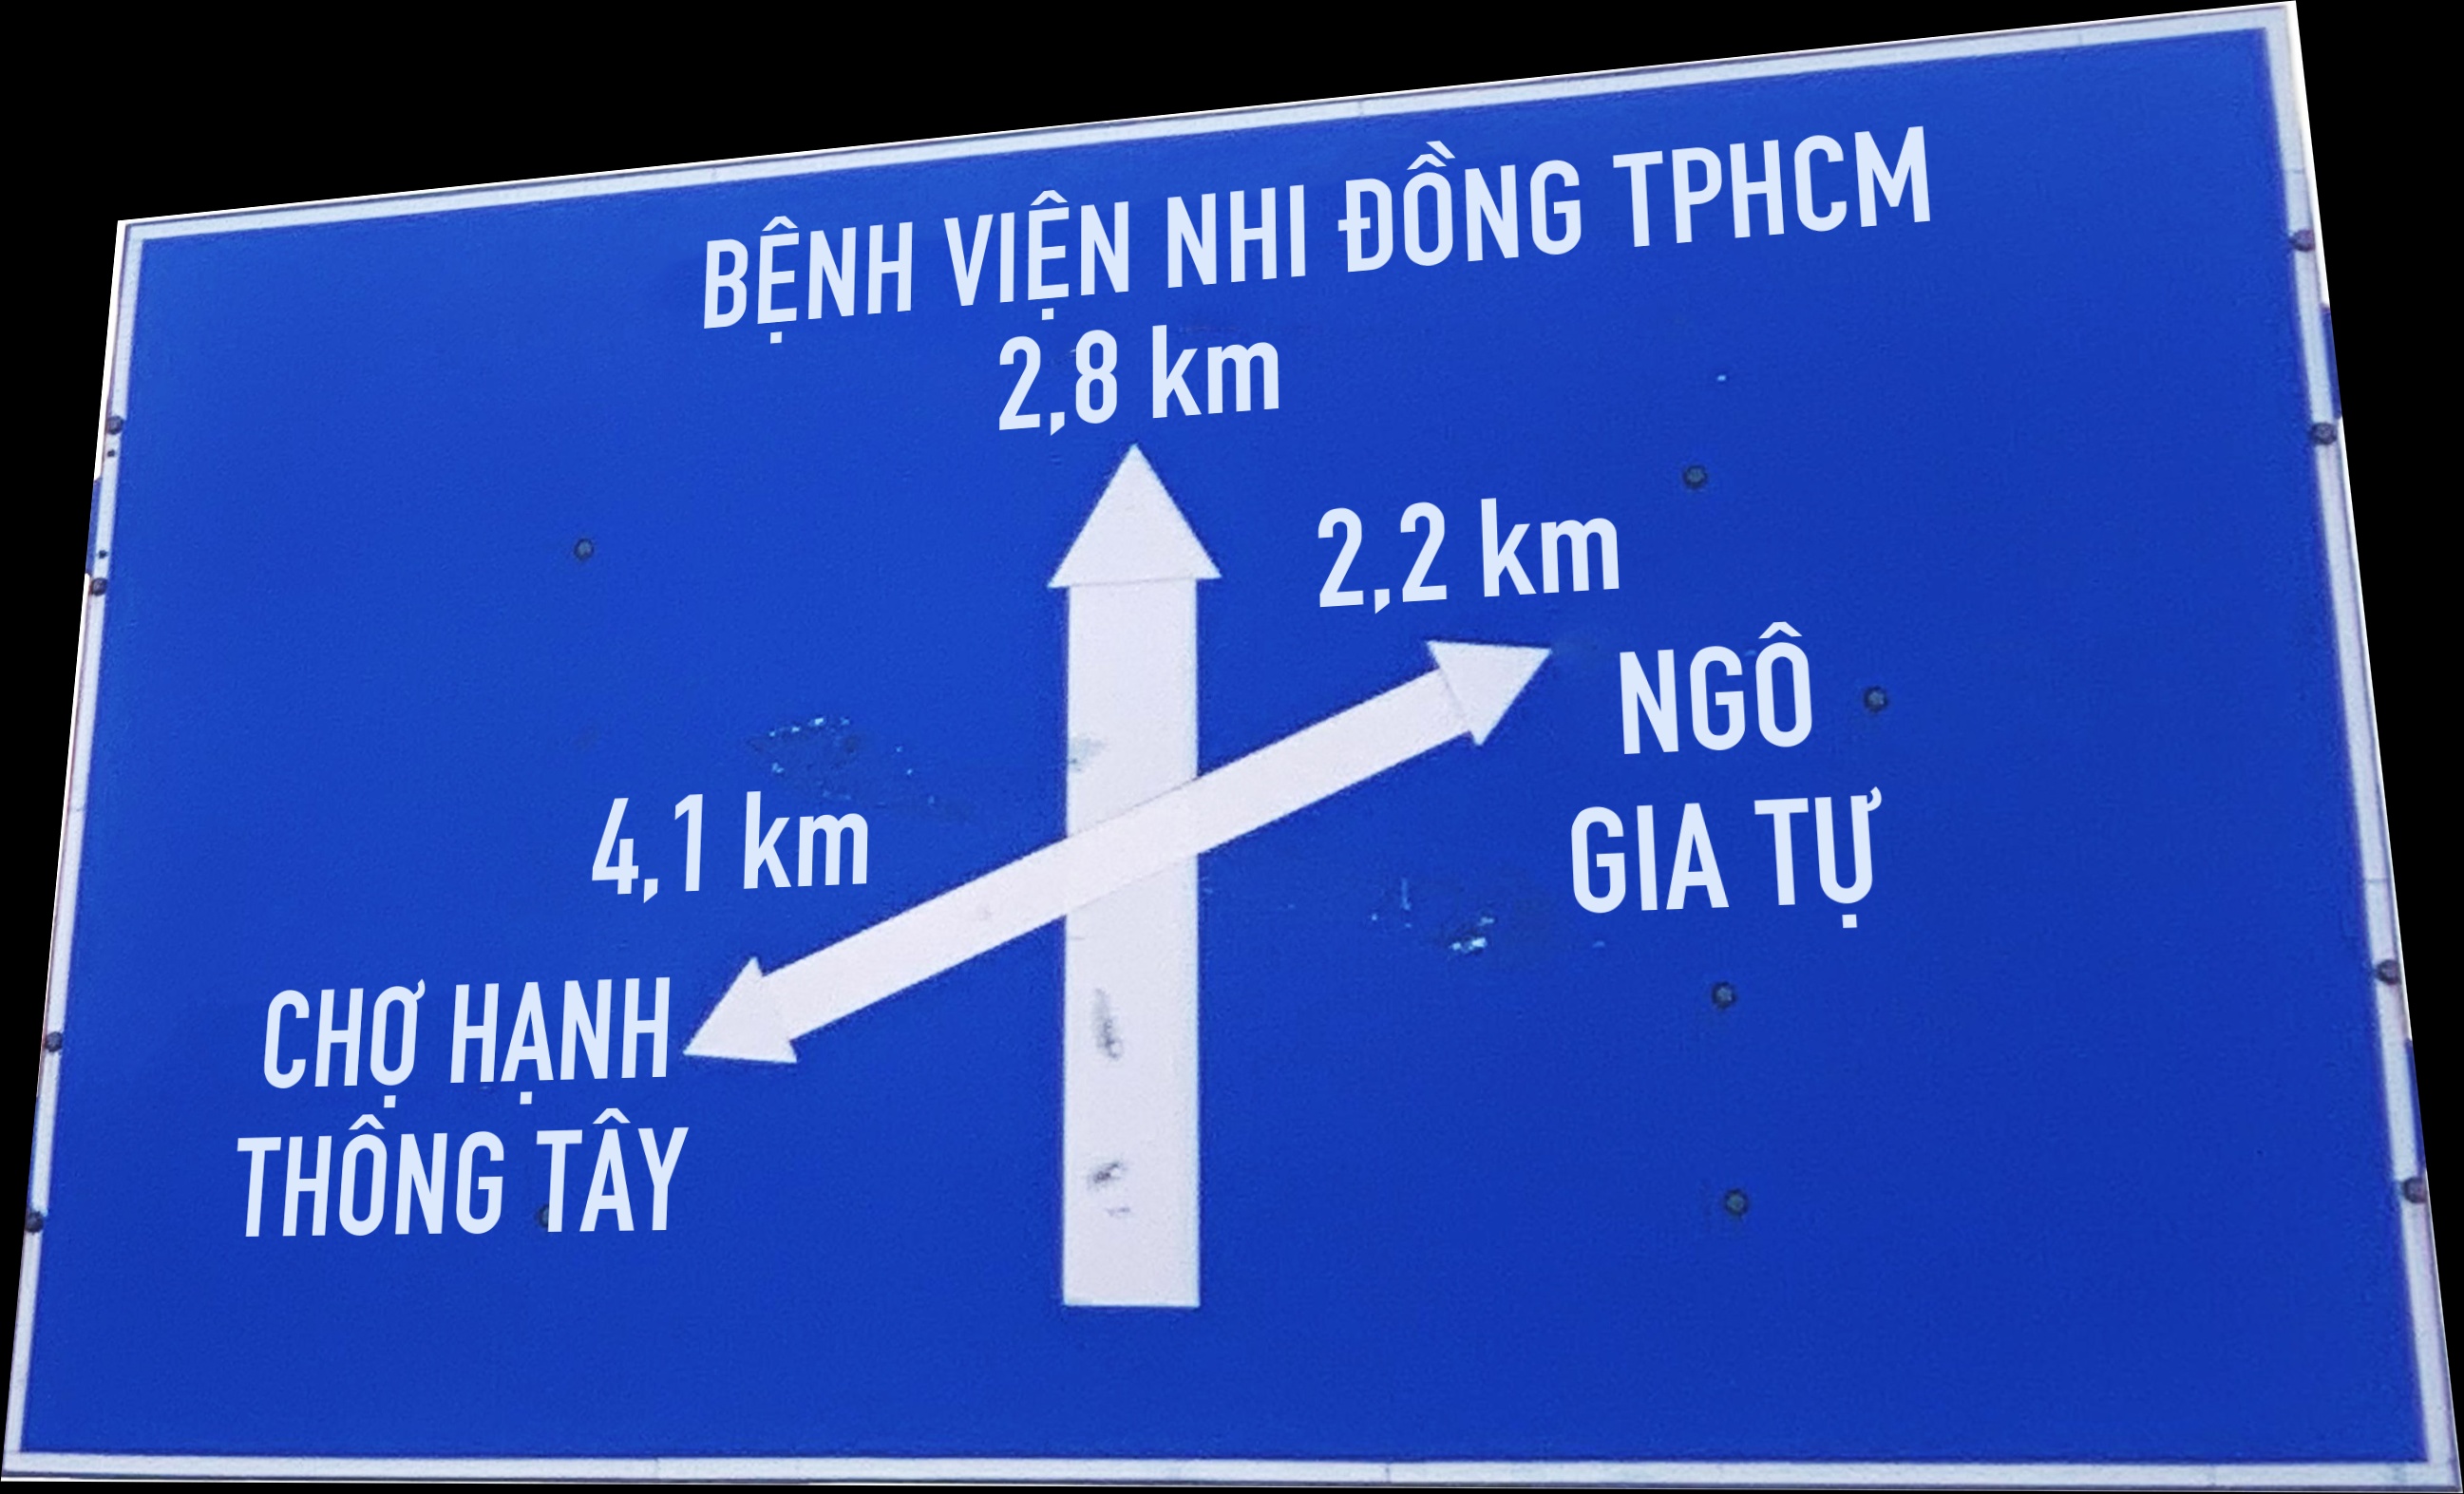 BỆNH VIỆN NHI ĐỒNG TPHCM
2,8 km
2,2 km
NGÔ
GIA TỰ
4,1 km
CHỢ HẠNH
THÔNG TÂY